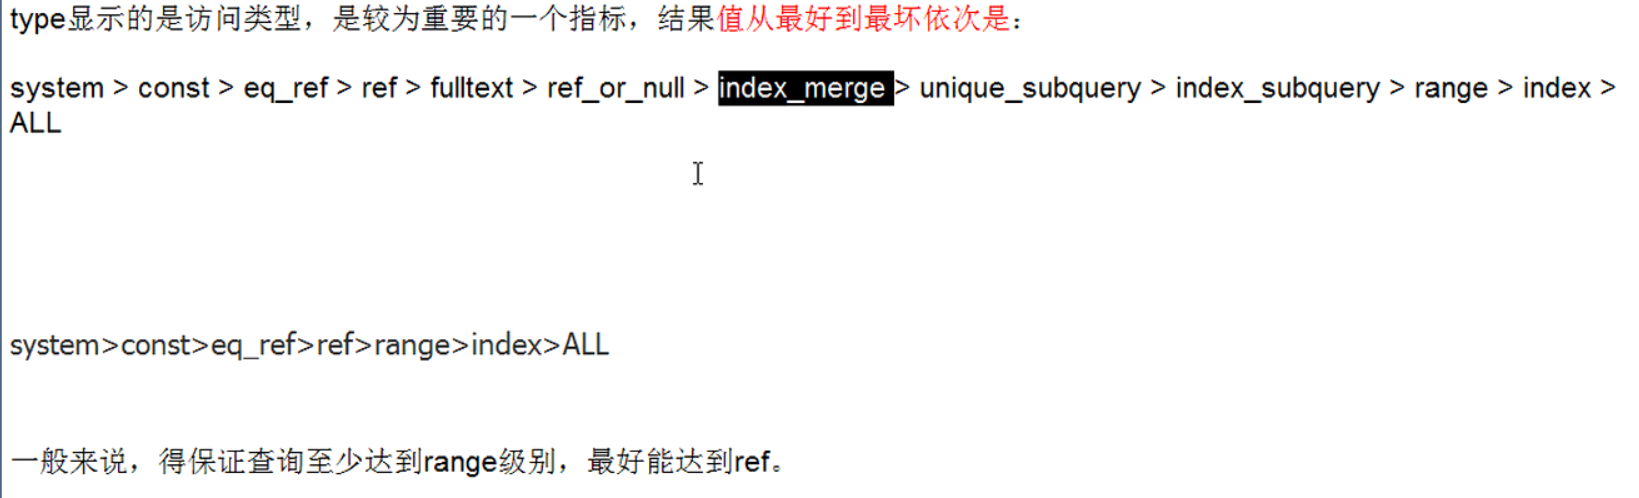 type显示的是访问类型，是较为重要的一个指标，结果值从最好到最坏依次是：
system > const > eq_ref > ref > fulltext > ref_or_null > index_merge > unique_subquery > index_subquery > range > index >
ALL
system>const>eq_ref>ref>range>index>ALL
一般来说，得保证查询至少达到range级别，最好能达到ref。